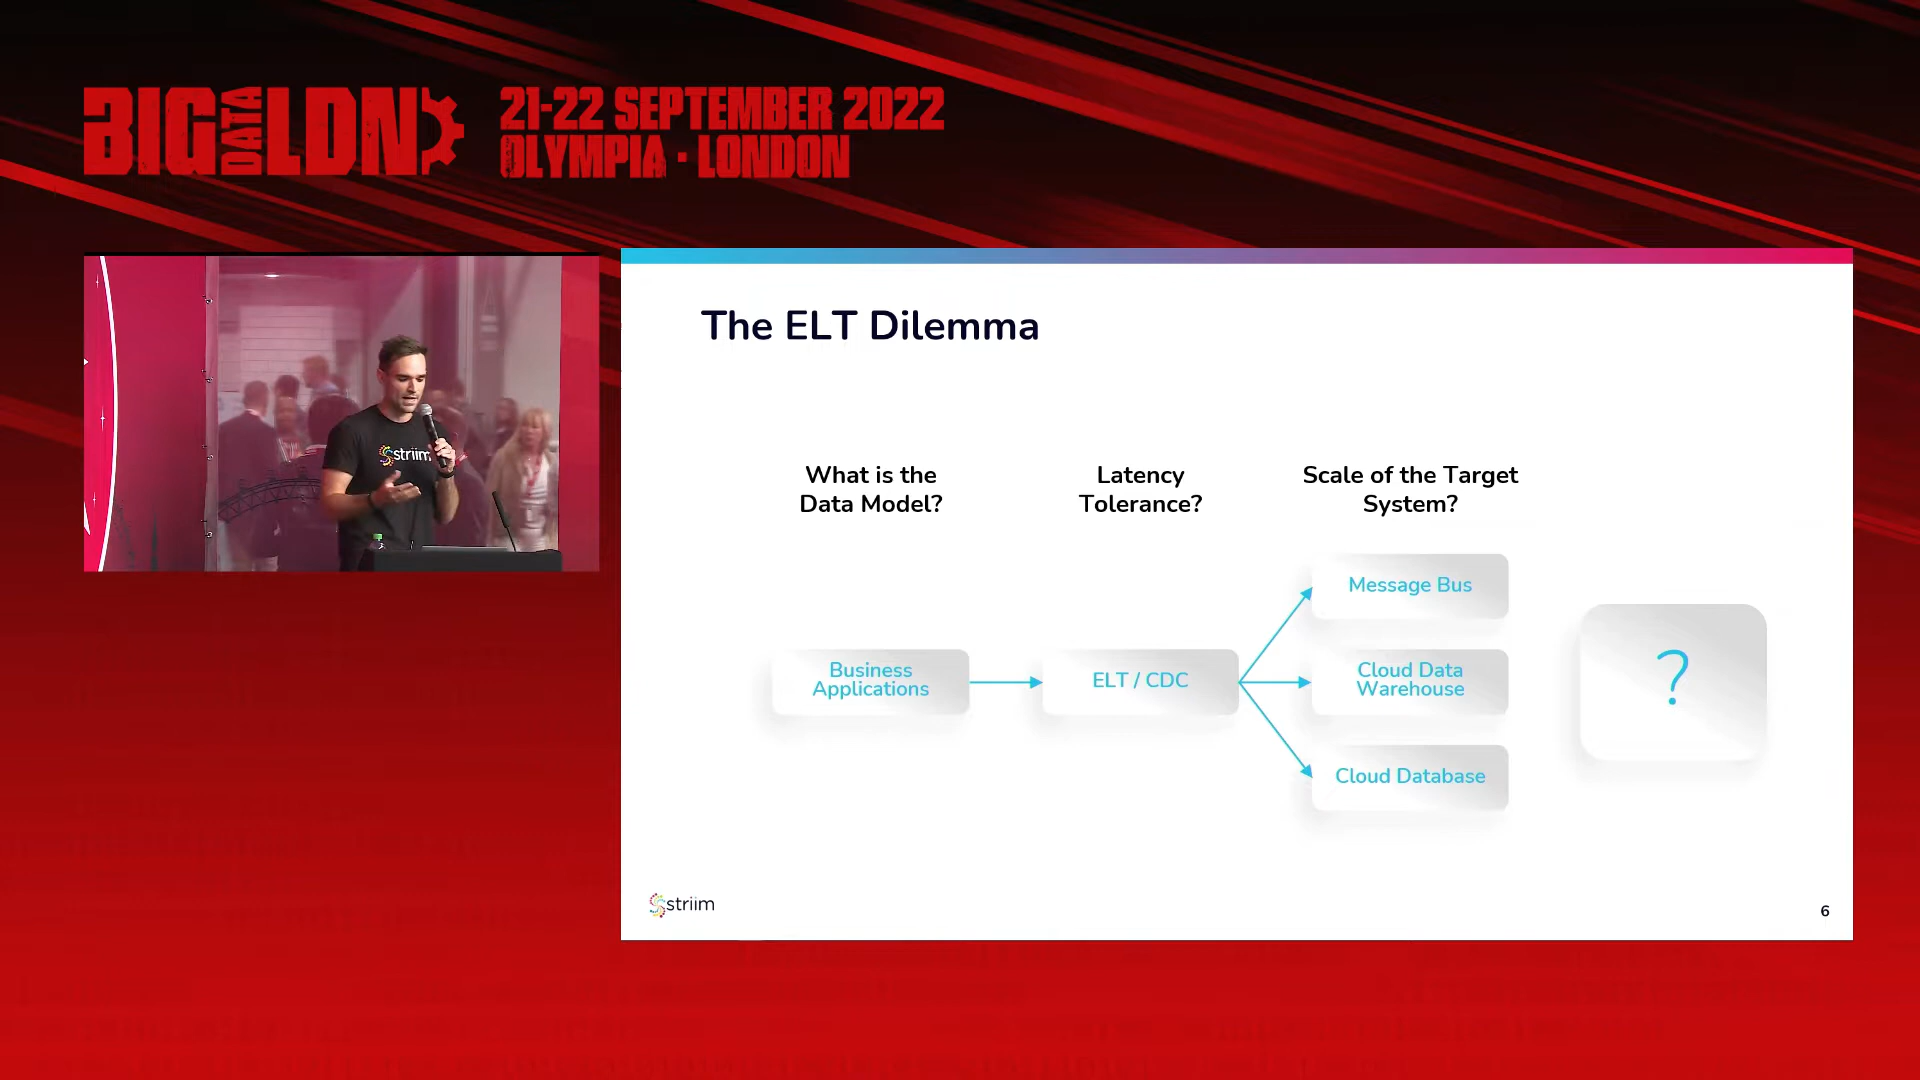 BIG DATA LDN
21-22 SEPTEMBER 2022
OLYMPIA · LONDON
striim
The ELT Dilemma
What is the
Data Model?
Latency
Tolerance?
Scale of the Target
System?
Message Bus
Business
Applications
ELT / CDC
Cloud Data
Warehouse
Cloud Database
?
striim
6